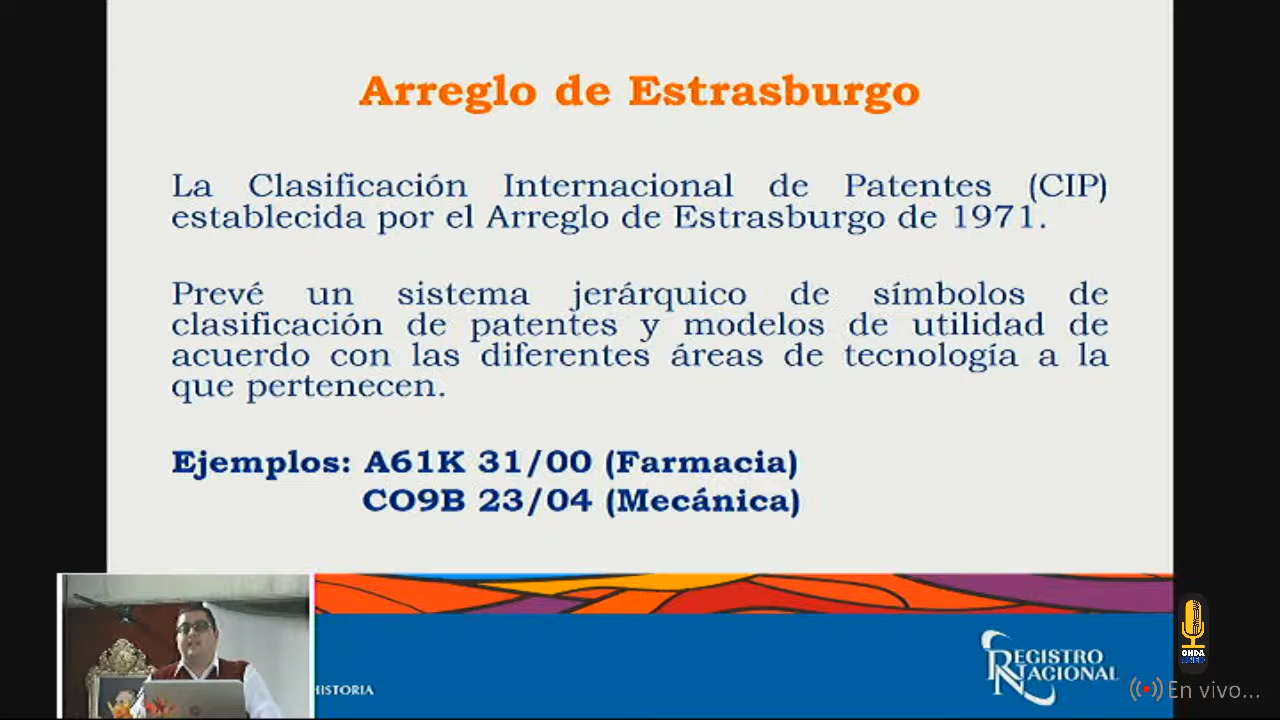 Arreglo de Estrasburgo
La Clasificación Internacional de Patentes (CIP)
establecida por el Arreglo de Estrasburgo de 1971.
Prevé un sistema jerárquico de símbolos de
clasificación de patentes y modelos de utilidad de
acuerdo con las diferentes áreas de tecnología a la
que pertenecen.
Ejemplos: A61K 31/00 (Farmacia)
CO9B 23/04 (Mecánica)
HISTORIA
REGISTRO
NACIONAL
ONDA
UNED
En vivo...